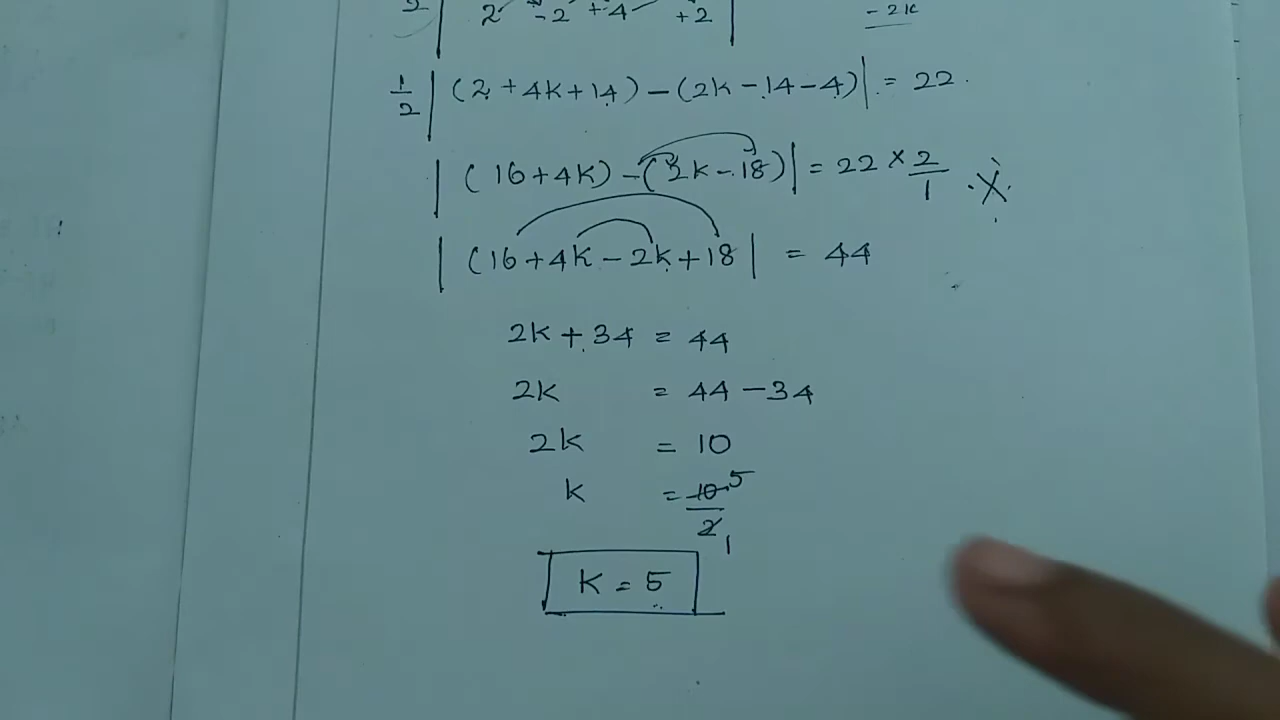 2 | 2 -2 +4 +2 |
- 2k
1/2 | (2 + 4k + 14) - (2k - 14 - 4) | = 22.
| (16 + 4k) - (2k - 18) | = 22 × 2/1
| (16 + 4k - 2k + 18 | = 44
2k + 34 = 44
2k = 44 - 34
2k = 10
k = 10/2 5 1
K = 5